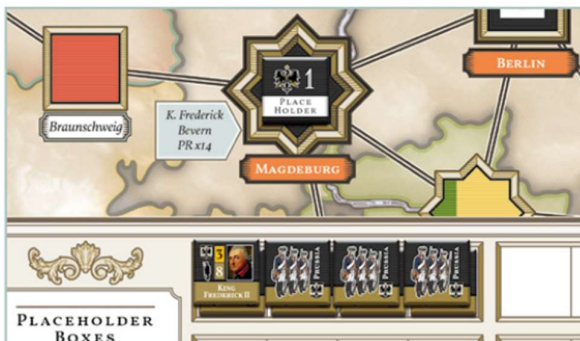 1
PLACE
HOLDER
BERLIN
Braunschweig
K. Frederick
Bevern
PR x14
MAGDEBURG
3
8
KING
FREDERICK II
PRUSSIA
PRUSSIA
PRUSSIA
PLACEHOLDER
BOXES